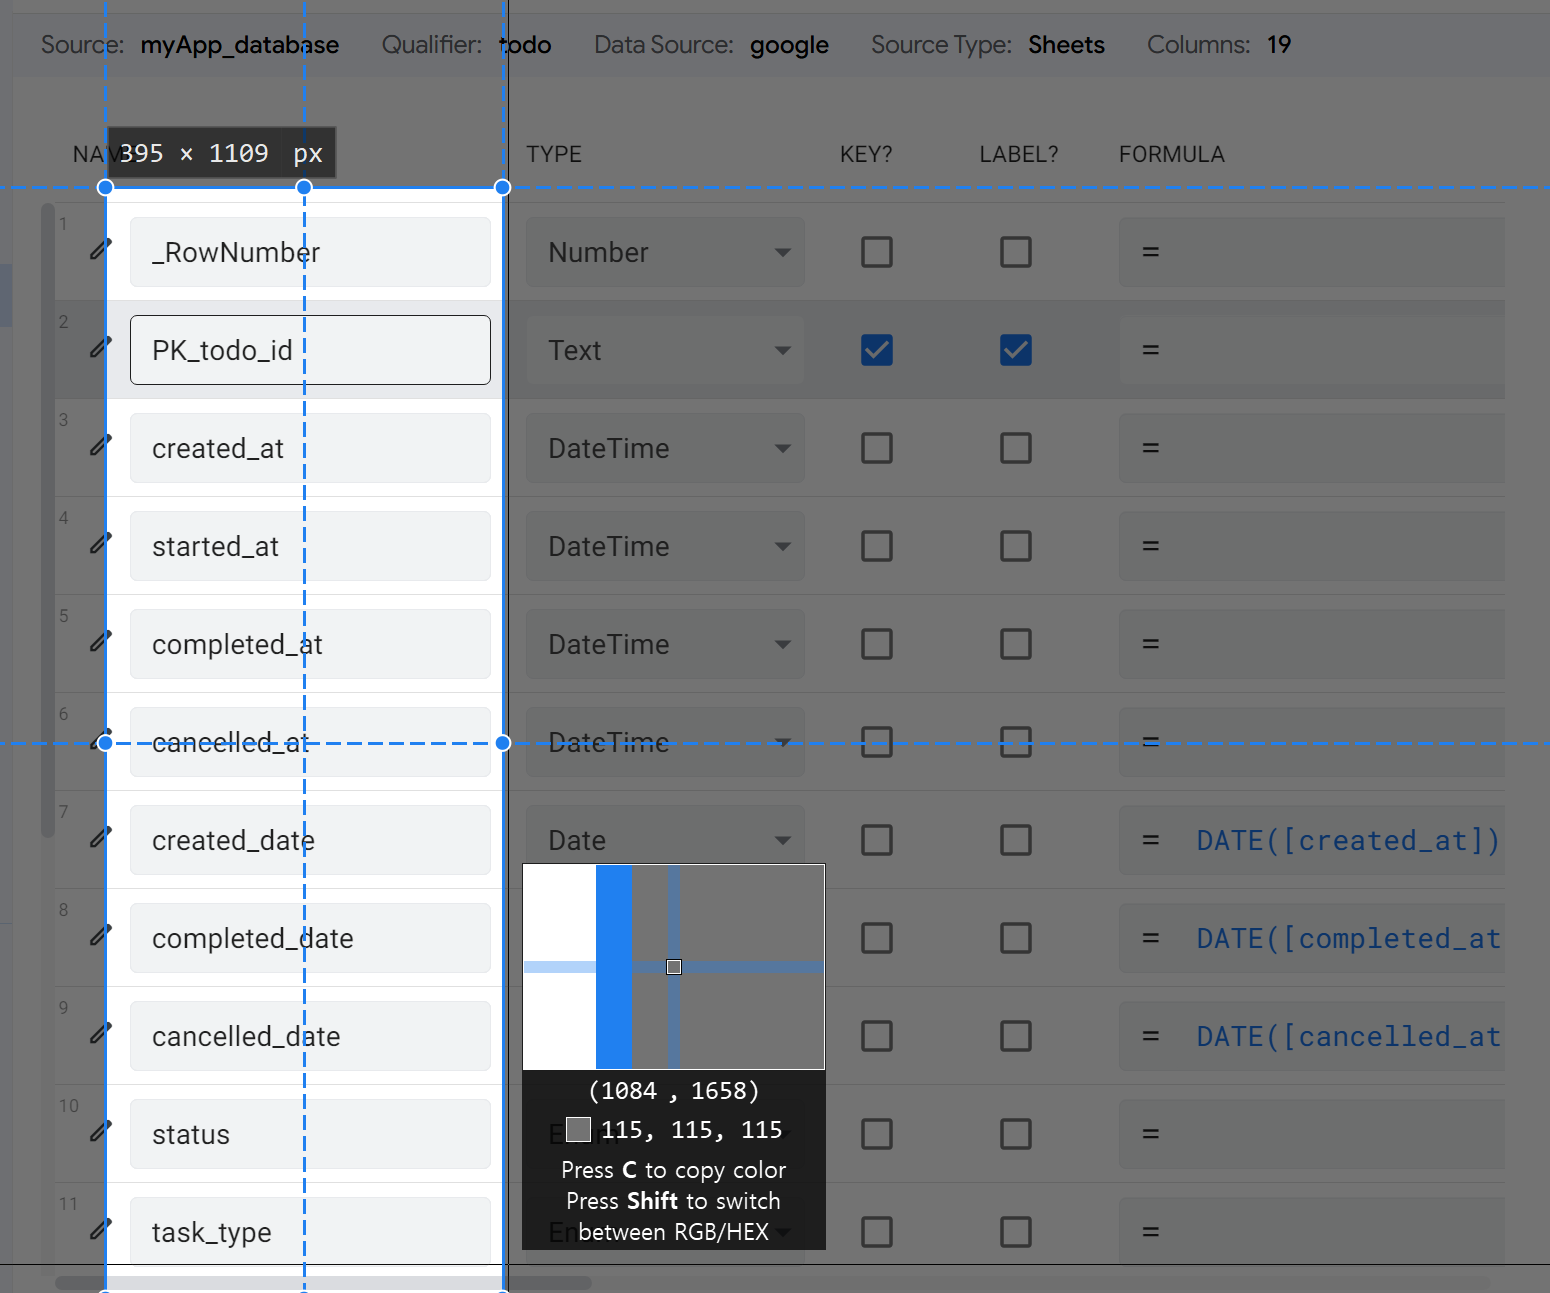 Source: myApp_database Qualifier: todo Data Source: google Source Type: Sheets Columns: 19
395 × 1109 px
TYPE KEY? LABEL? FORMULA
1 _RowNumber Number =
2 PK_todo_id Text =
3 created_at DateTime =
4 started_at DateTime =
5 completed_at DateTime =
6 cancelled_at DateTime =
7 created_date Date = DATE([created_at])
8 completed_date = DATE([completed_at
9 cancelled_date = DATE([cancelled_at
10 status =
11 task_type =
(1084 , 1658)
115, 115, 115
Press C to copy color
Press Shift to switch
between RGB/HEX